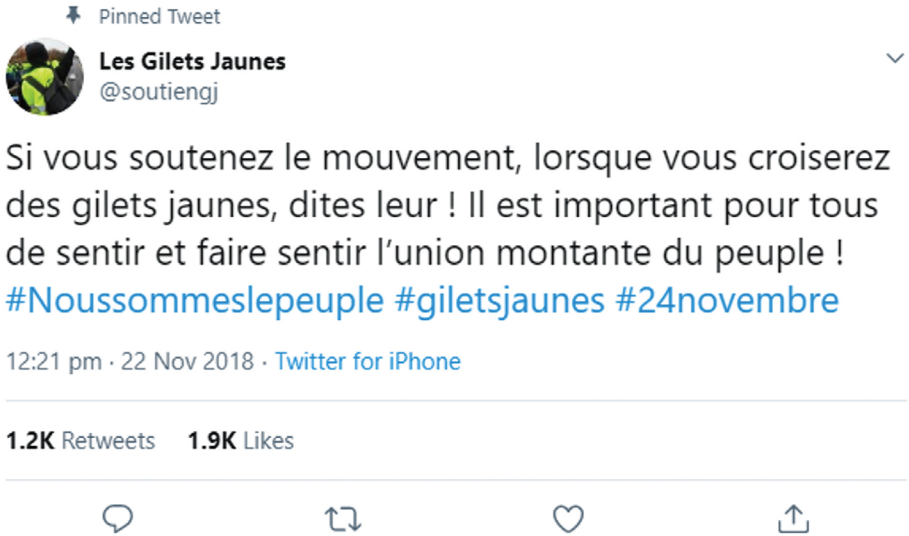 Pinned Tweet
Les Gilets Jaunes
@soutiengj
Si vous soutenez le mouvement, lorsque vous croiserez
des gilets jaunes, dites leur ! Il est important pour tous
de sentir et faire sentir l’union montante du peuple !
#Noussommeslepeuple #giletsjaunes #24novembre
12:21 pm · 22 Nov 2018 · Twitter for iPhone
1.2K Retweets 1.9K Likes